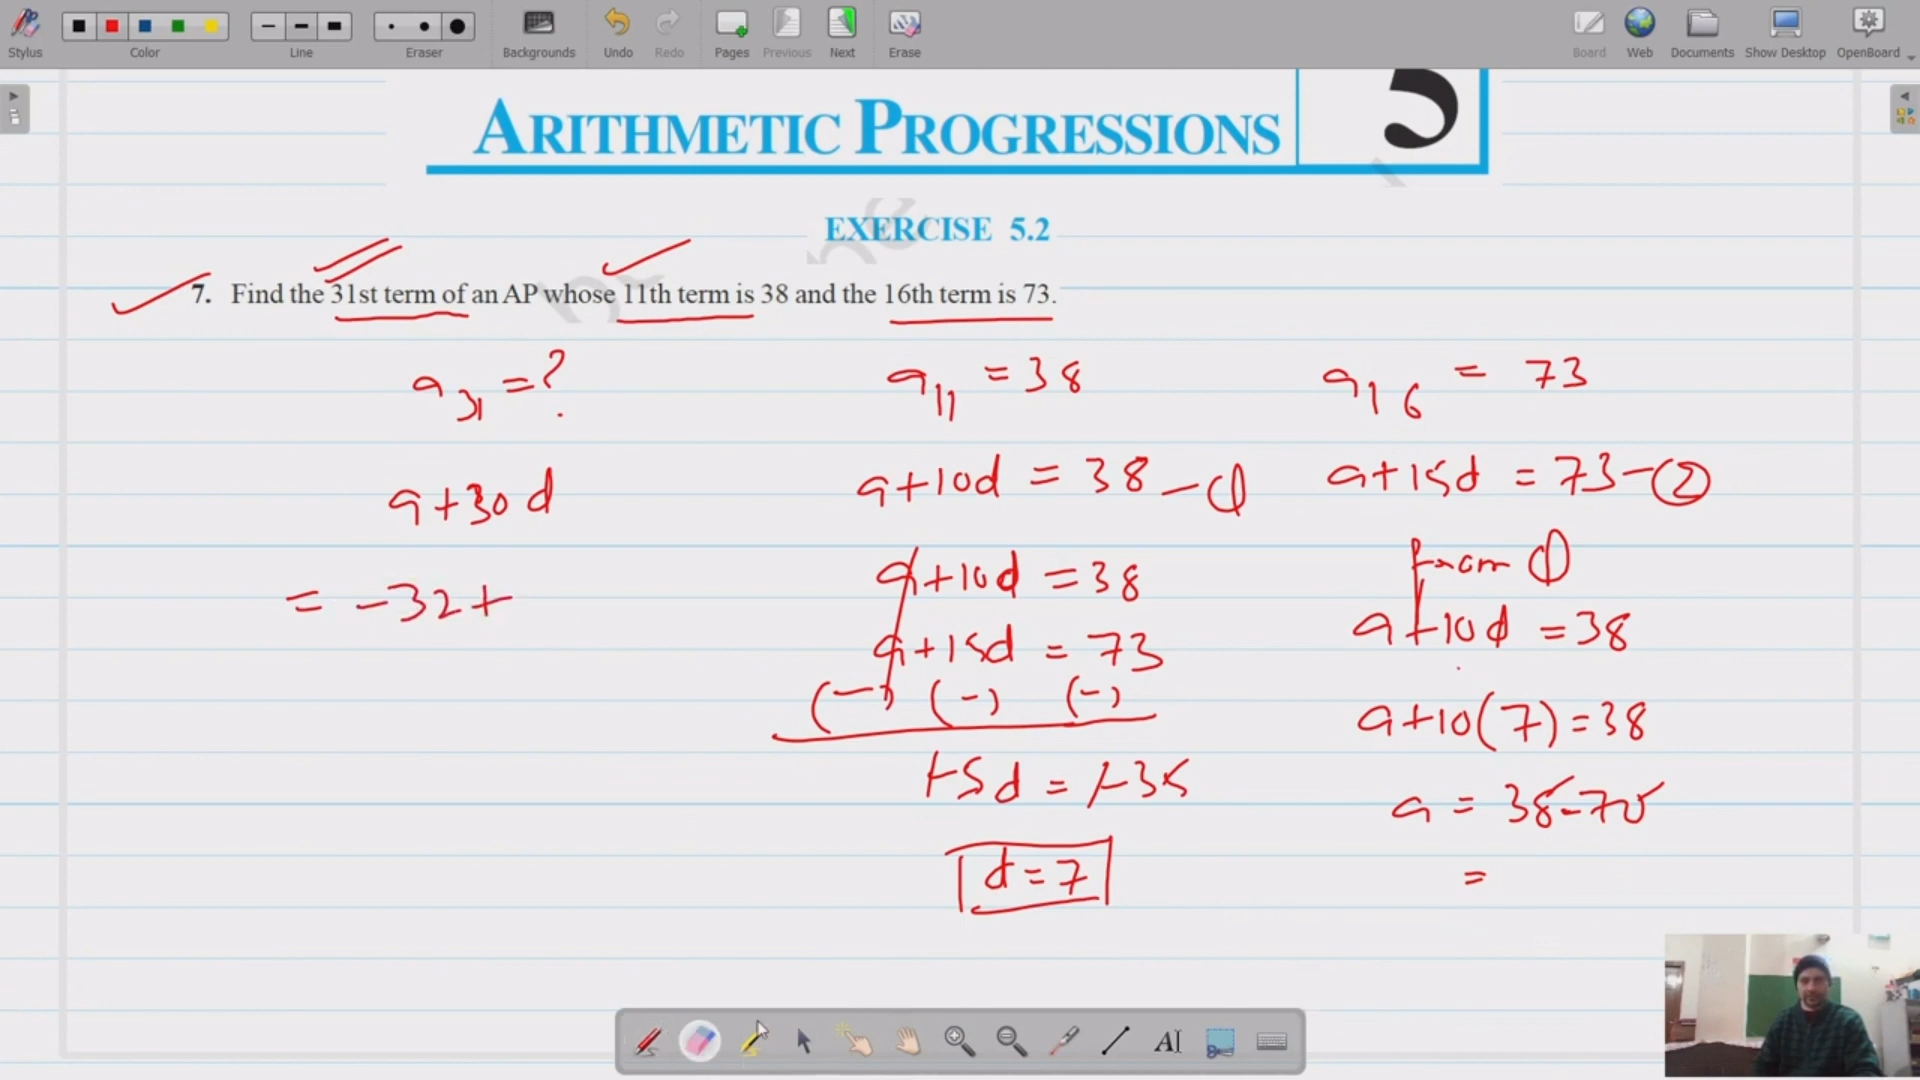 Stylus
Color
Line
Eraser
Backgrounds
Undo
Redo
Pages
Previous
Next
Erase
Board
Web
Documents
Show Desktop
OpenBoard
ARITHMETIC PROGRESSIONS 5
EXERCISE 5.2
7. Find the 31st term of an AP whose 11th term is 38 and the 16th term is 73.
a₃₁ = ?
a+30d
= -32+
a₁₁ = 38
a+10d = 38 — ①
a+10d = 38
a+15d = 73
(-) (-) (-)
-5d = -35
d = 7
a₁₆ = 73
a+15d = 73 — ②
from ①
a+10d = 38
a+10(7) = 38
a = 38-70
=
AI